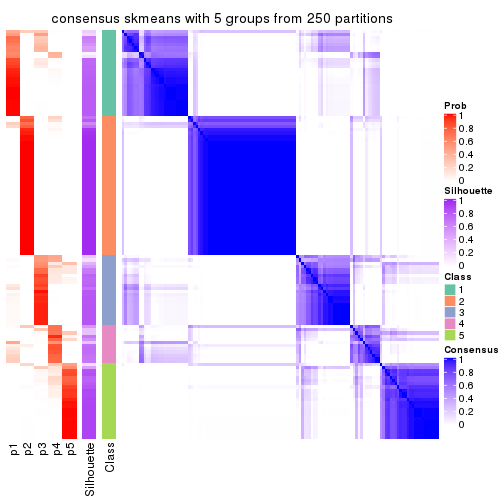 consensus skmeans with 5 groups from 250 partitions
Prob
1
0.8
0.6
0.4
0.2
0
Silhouette
1
0.8
0.6
0.4
0.2
0
Class
1
2
3
4
5
Consensus
1
0.8
0.6
0.4
0.2
0
p1
p2
p3
p4
p5
Silhouette
Class